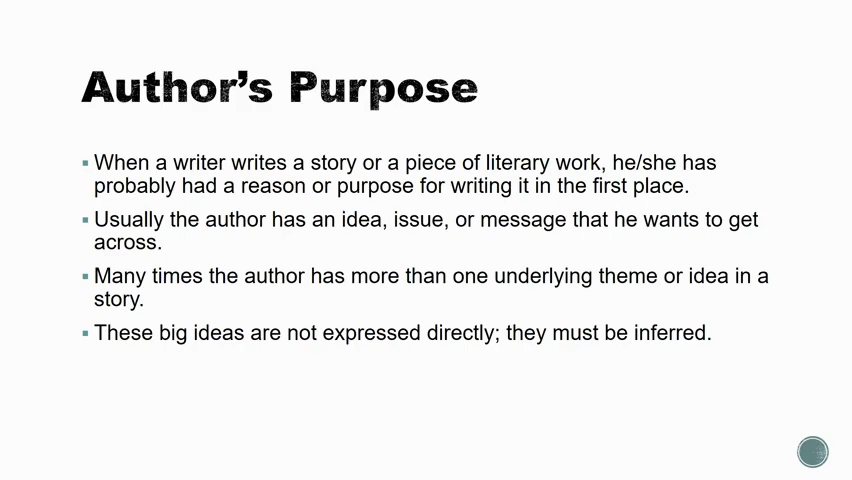 Author’s Purpose
▪ When a writer writes a story or a piece of literary work, he/she has
probably had a reason or purpose for writing it in the first place.
▪ Usually the author has an idea, issue, or message that he wants to get
across.
▪ Many times the author has more than one underlying theme or idea in a
story.
▪ These big ideas are not expressed directly; they must be inferred.